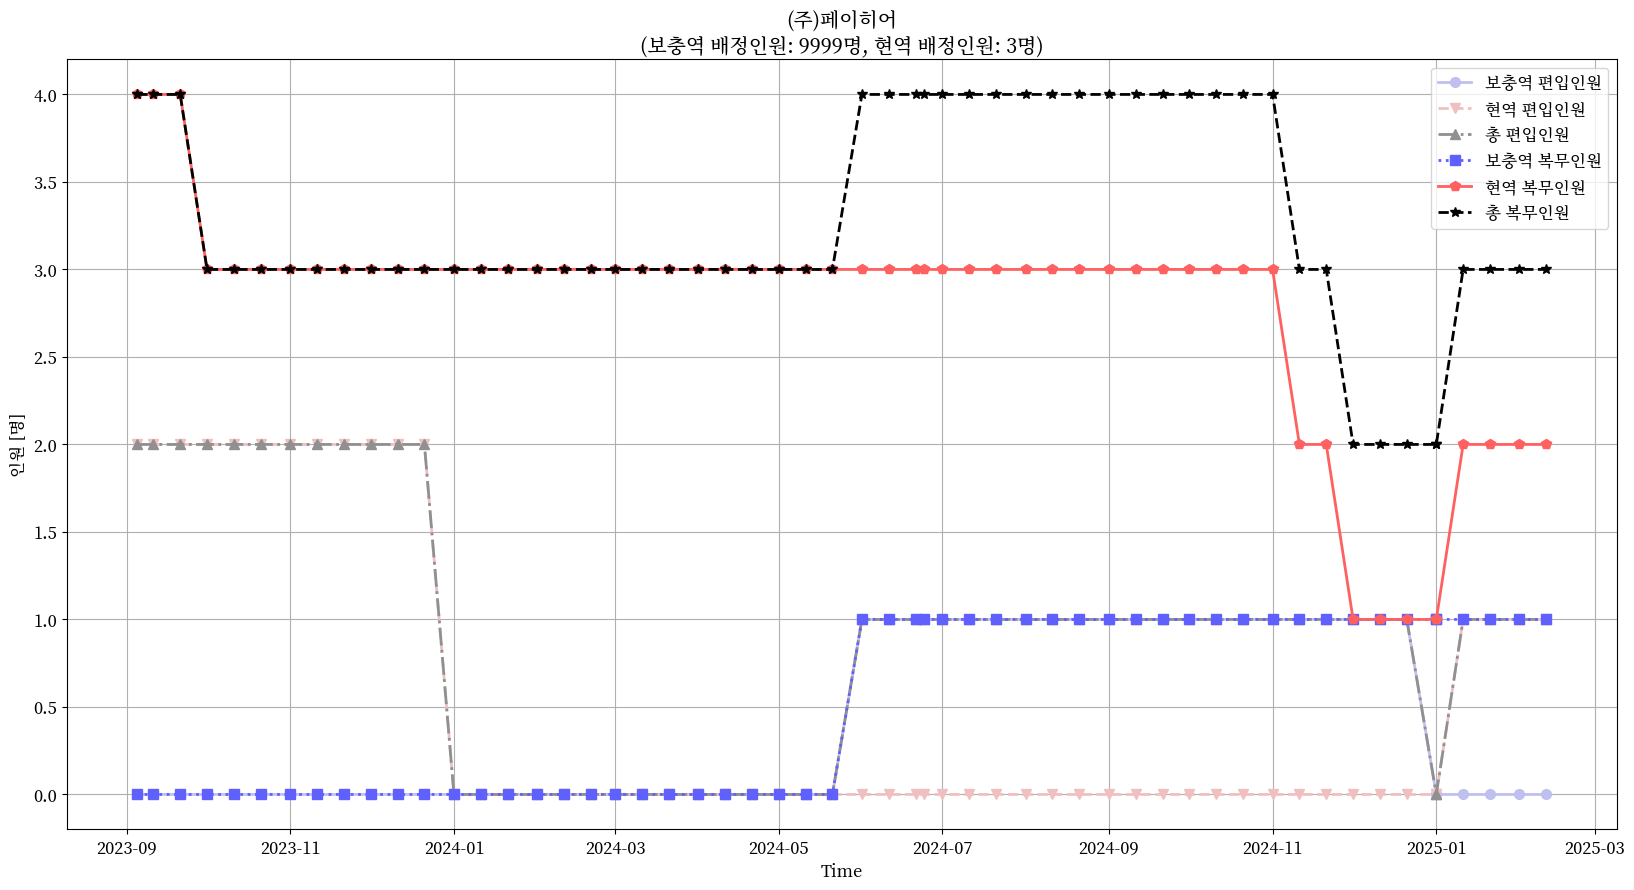 (주)페이히어
(보충역 배정인원: 9999명, 현역 배정인원: 3명)
보충역 편입인원
현역 편입인원
총 편입인원
보충역 복무인원
현역 복무인원
총 복무인원
인원 [명]
4.0
3.5
3.0
2.5
2.0
1.5
1.0
0.5
0.0
2023-09 2023-11 2024-01 2024-03 2024-05 2024-07 2024-09 2024-11 2025-01 2025-03
Time